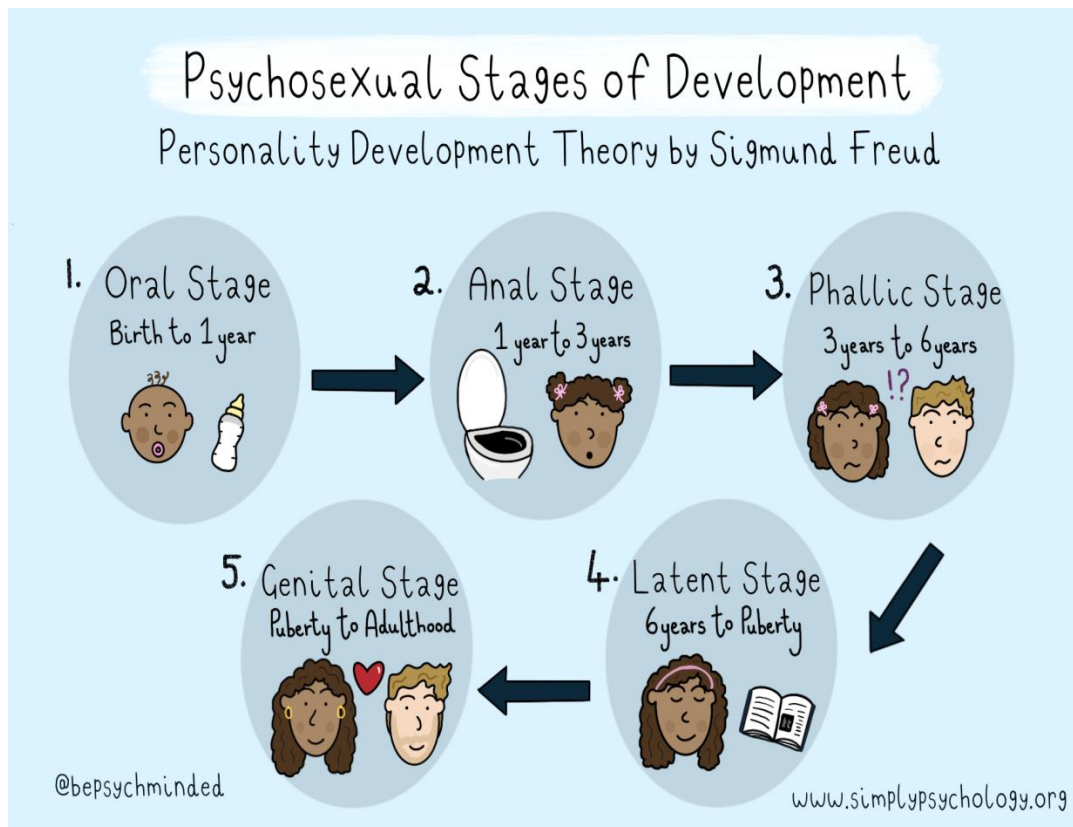 Psychosexual Stages of Development
Personality Development Theory by Sigmund Freud
1. Oral Stage
Birth to 1 year
2. Anal Stage
1 year to 3 years
3. Phallic Stage
3 years to 6 years
!?
4. Latent Stage
6 years to Puberty
5. Genital Stage
Puberty to Adulthood
@bepsychminded
www.simplypsychology.org